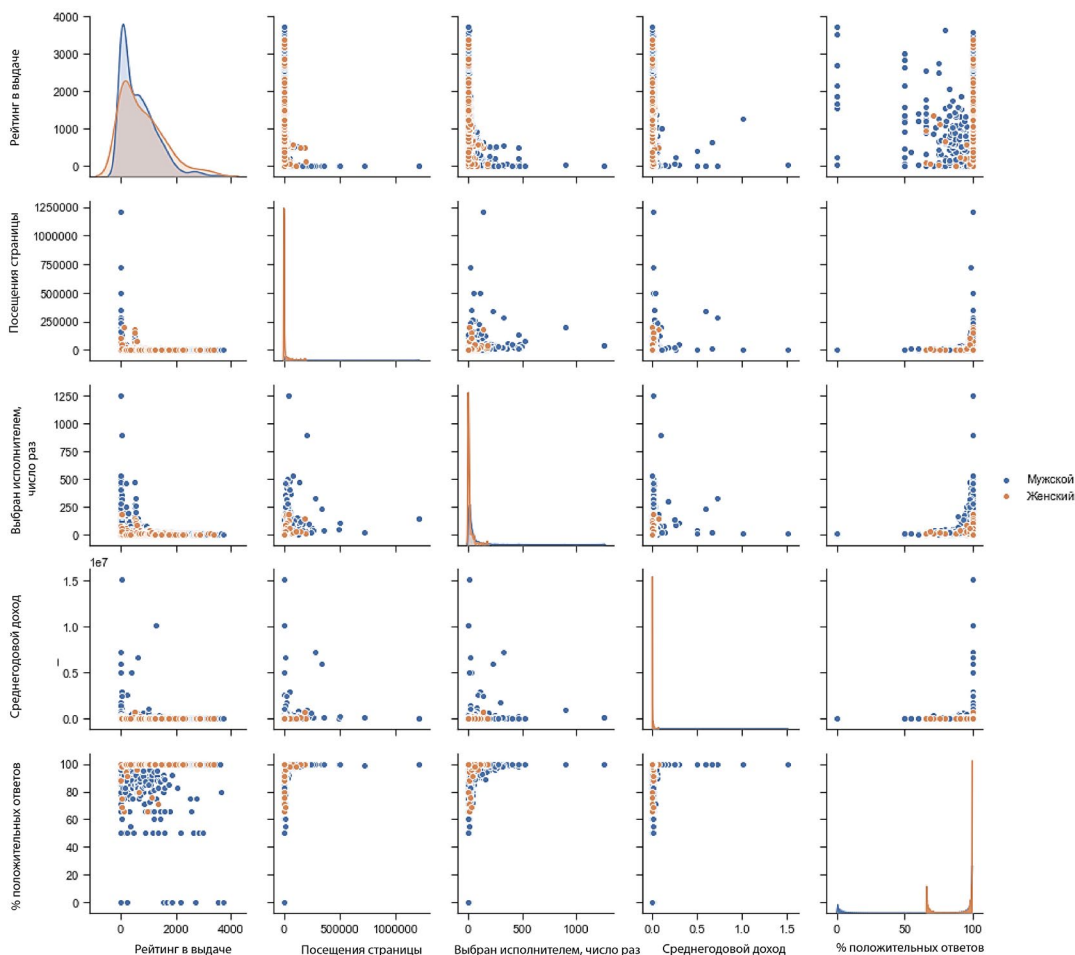 4000
3000
2000
1000
0
Рейтинг в выдаче
1250000
1000000
750000
500000
250000
0
Посещения страницы
1250
1000
750
500
250
0
Выбран исполнителем,
число раз
1e7
1.5
1.0
0.5
0.0
Среднегодовой доход
100
80
60
40
20
0
% положительных ответов
0 2000 4000
Рейтинг в выдаче
0 500000 1000000
Посещения страницы
0 500 1000
Выбран исполнителем, число раз
0.0 0.5 1.0 1.5
Среднегодовой доход
0 50 100
% положительных ответов
Мужской
Женский